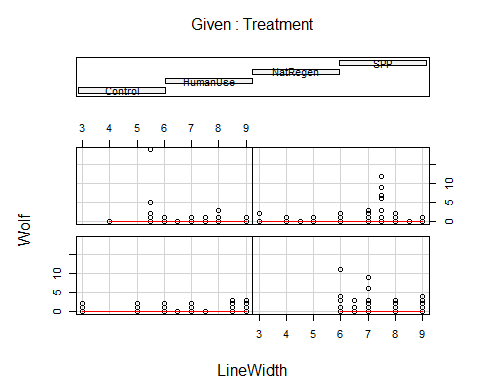 Given : Treatment
SPP
NatRegen
HumanUse
Control
3 4 5 6 7 8 9
10
5
0
Wolf
10
5
0
3 4 5 6 7 8 9
LineWidth